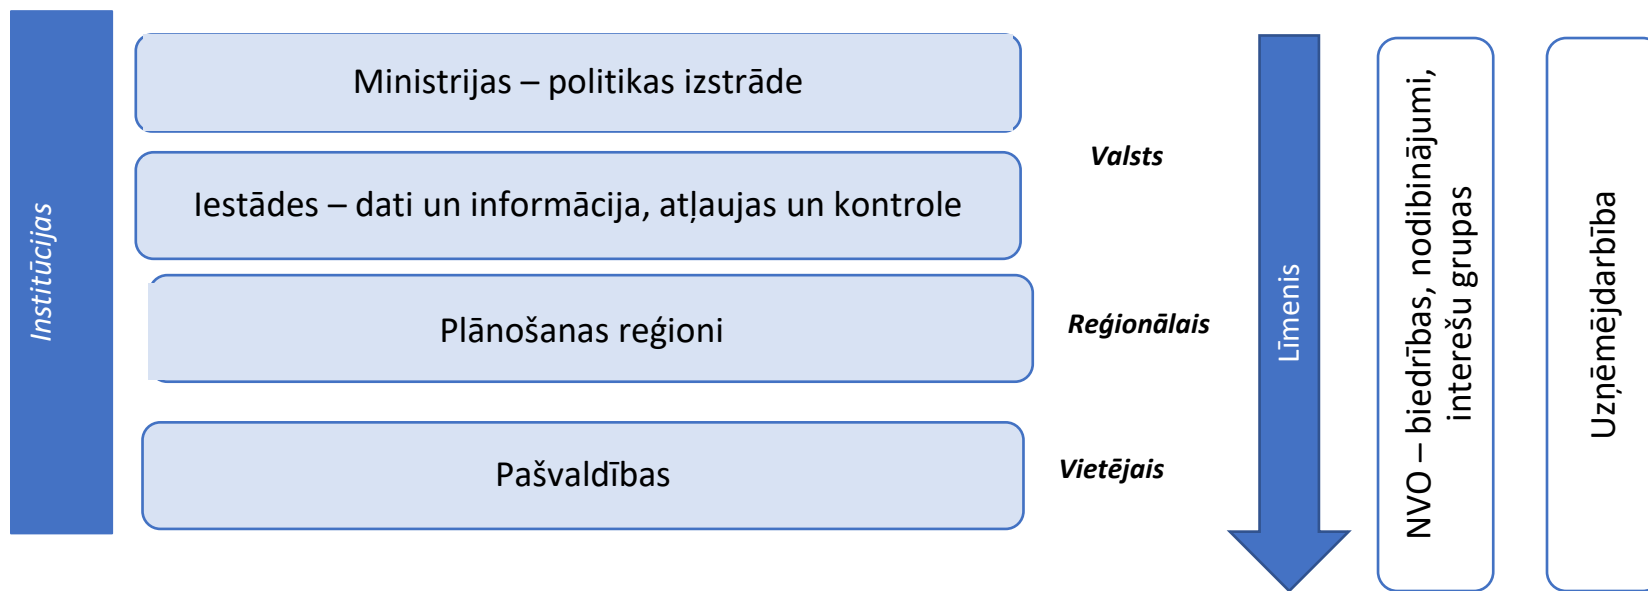 Institūcijas
Ministrijas – politikas izstrāde
Iestādes – dati un informācija, atļaujas un kontrole
Valsts
Plānošanas reģioni
Reģionālais
Pašvaldības
Vietējais
Līmenis
NVO – biedrības, nodibinājumi,
interešu grupas
Uzņēmējdarbība